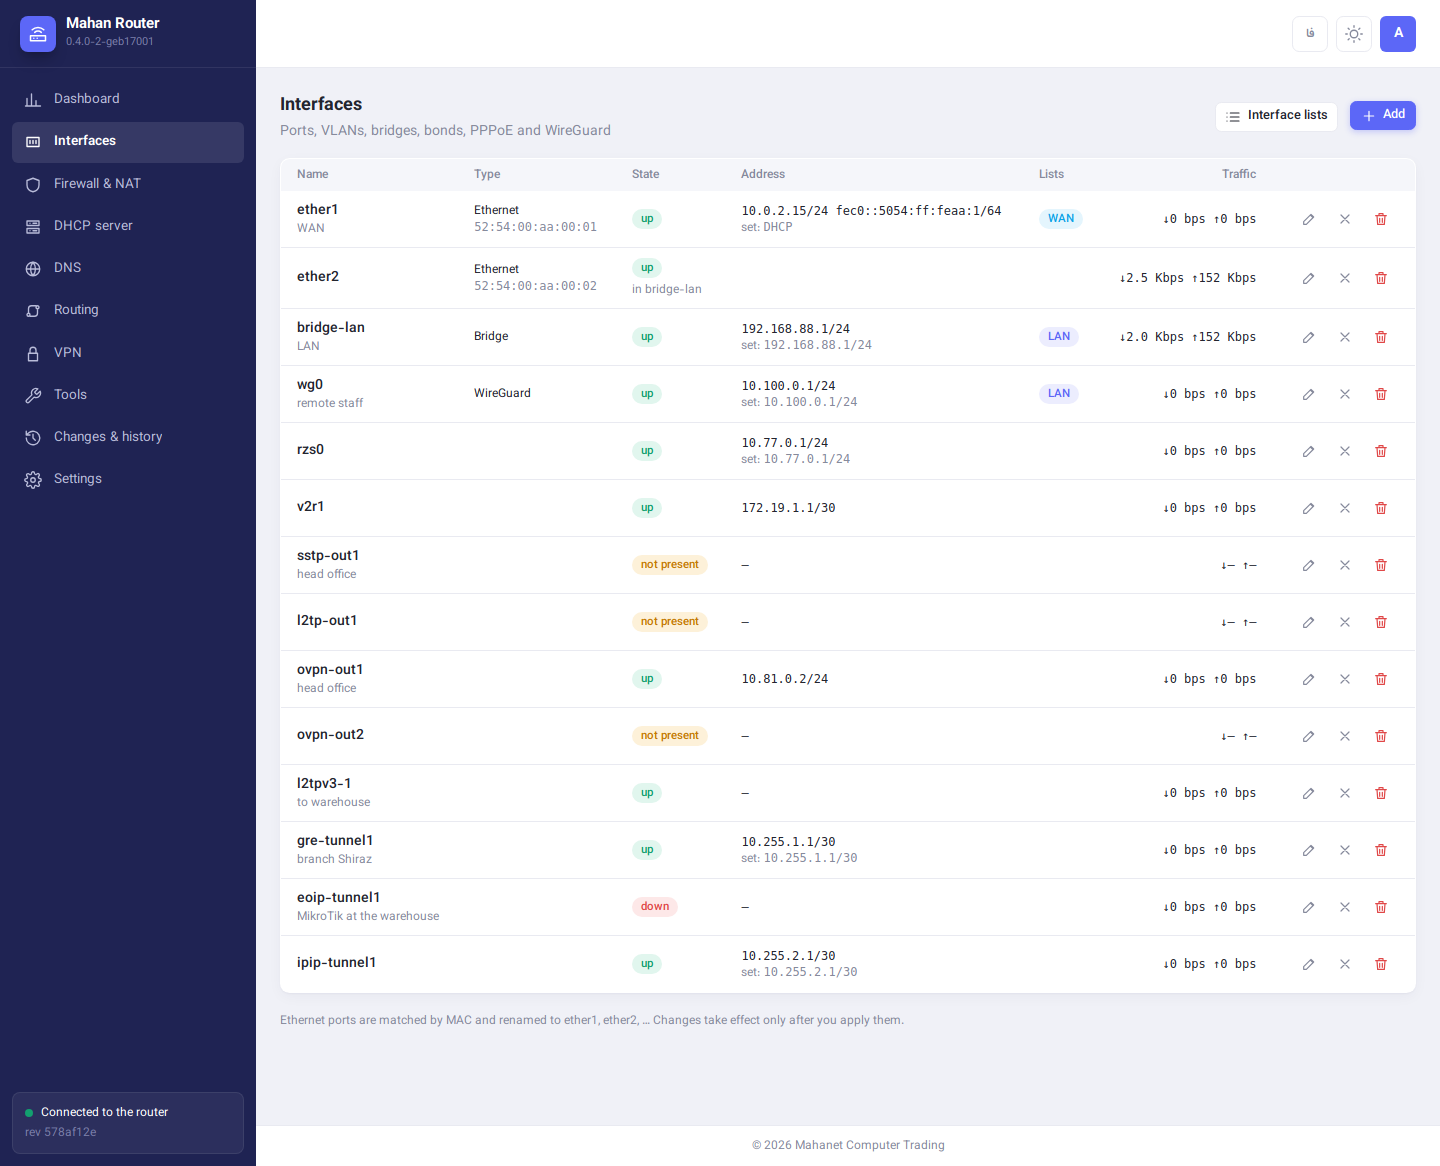 Mahan Router
0.4.0-2-geb17001
فا
A
Dashboard
Interfaces
Firewall & NAT
DHCP server
DNS
Routing
VPN
Tools
Changes & history
Settings
Connected to the router
rev 578af12e
Interfaces
Ports, VLANs, bridges, bonds, PPPoE and WireGuard
Interface lists
Add
Name Type State Address Lists Traffic
ether1 Ethernet up 10.0.2.15/24 fec0::5054:ff:feaa:1/64 WAN ↓0 bps ↑0 bps
WAN 52:54:00:aa:00:01 set: DHCP
ether2 Ethernet up ↓2.5 Kbps ↑152 Kbps
52:54:00:aa:00:02 in bridge-lan
bridge-lan Bridge up 192.168.88.1/24 LAN ↓2.0 Kbps ↑152 Kbps
LAN set: 192.168.88.1/24
wg0 WireGuard up 10.100.0.1/24 LAN ↓0 bps ↑0 bps
remote staff set: 10.100.0.1/24
rzs0 up 10.77.0.1/24 ↓0 bps ↑0 bps
set: 10.77.0.1/24
v2r1 up 172.19.1.1/30 ↓0 bps ↑0 bps
sstp-out1 not present — ↓— ↑—
head office
l2tp-out1 not present — ↓— ↑—
ovpn-out1 up 10.81.0.2/24 ↓0 bps ↑0 bps
head office
ovpn-out2 not present — ↓— ↑—
l2tpv3-1 up — ↓0 bps ↑0 bps
to warehouse
gre-tunnel1 up 10.255.1.1/30 ↓0 bps ↑0 bps
branch Shiraz set: 10.255.1.1/30
eoip-tunnel1 down — ↓0 bps ↑0 bps
MikroTik at the warehouse
ipip-tunnel1 up 10.255.2.1/30 ↓0 bps ↑0 bps
set: 10.255.2.1/30
Ethernet ports are matched by MAC and renamed to ether1, ether2, … Changes take effect only after you apply them.
© 2026 Mahanet Computer Trading